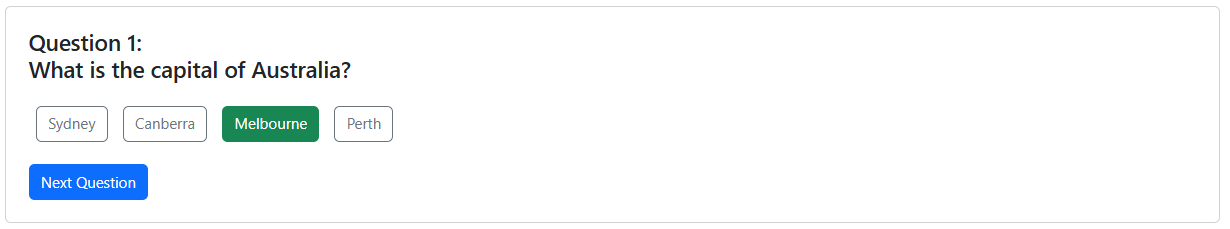 Question 1:
What is the capital of Australia?
Sydney Canberra Melbourne Perth
Next Question